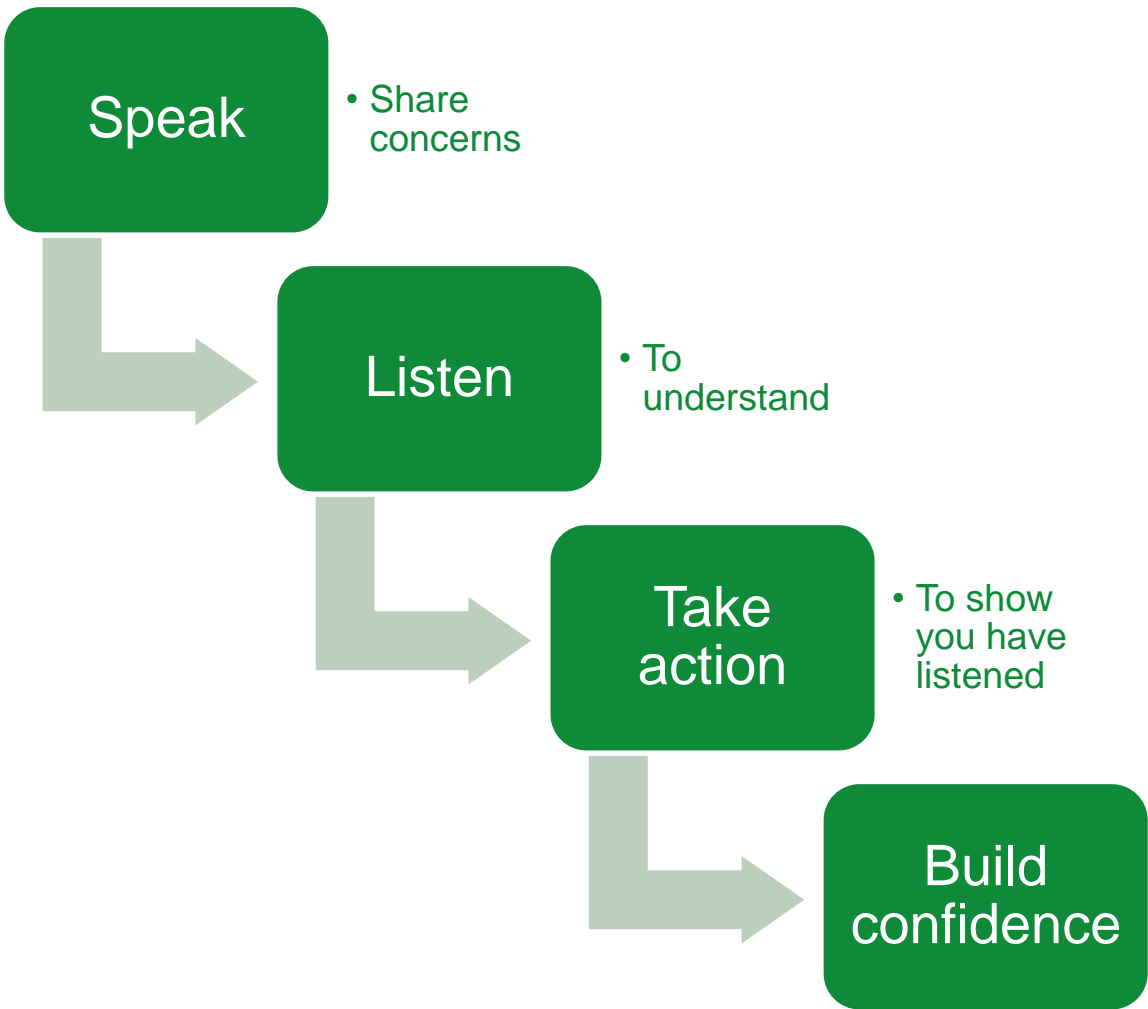 Speak
• Share
concerns
Listen
• To
understand
Take
action
• To show
you have
listened
Build
confidence